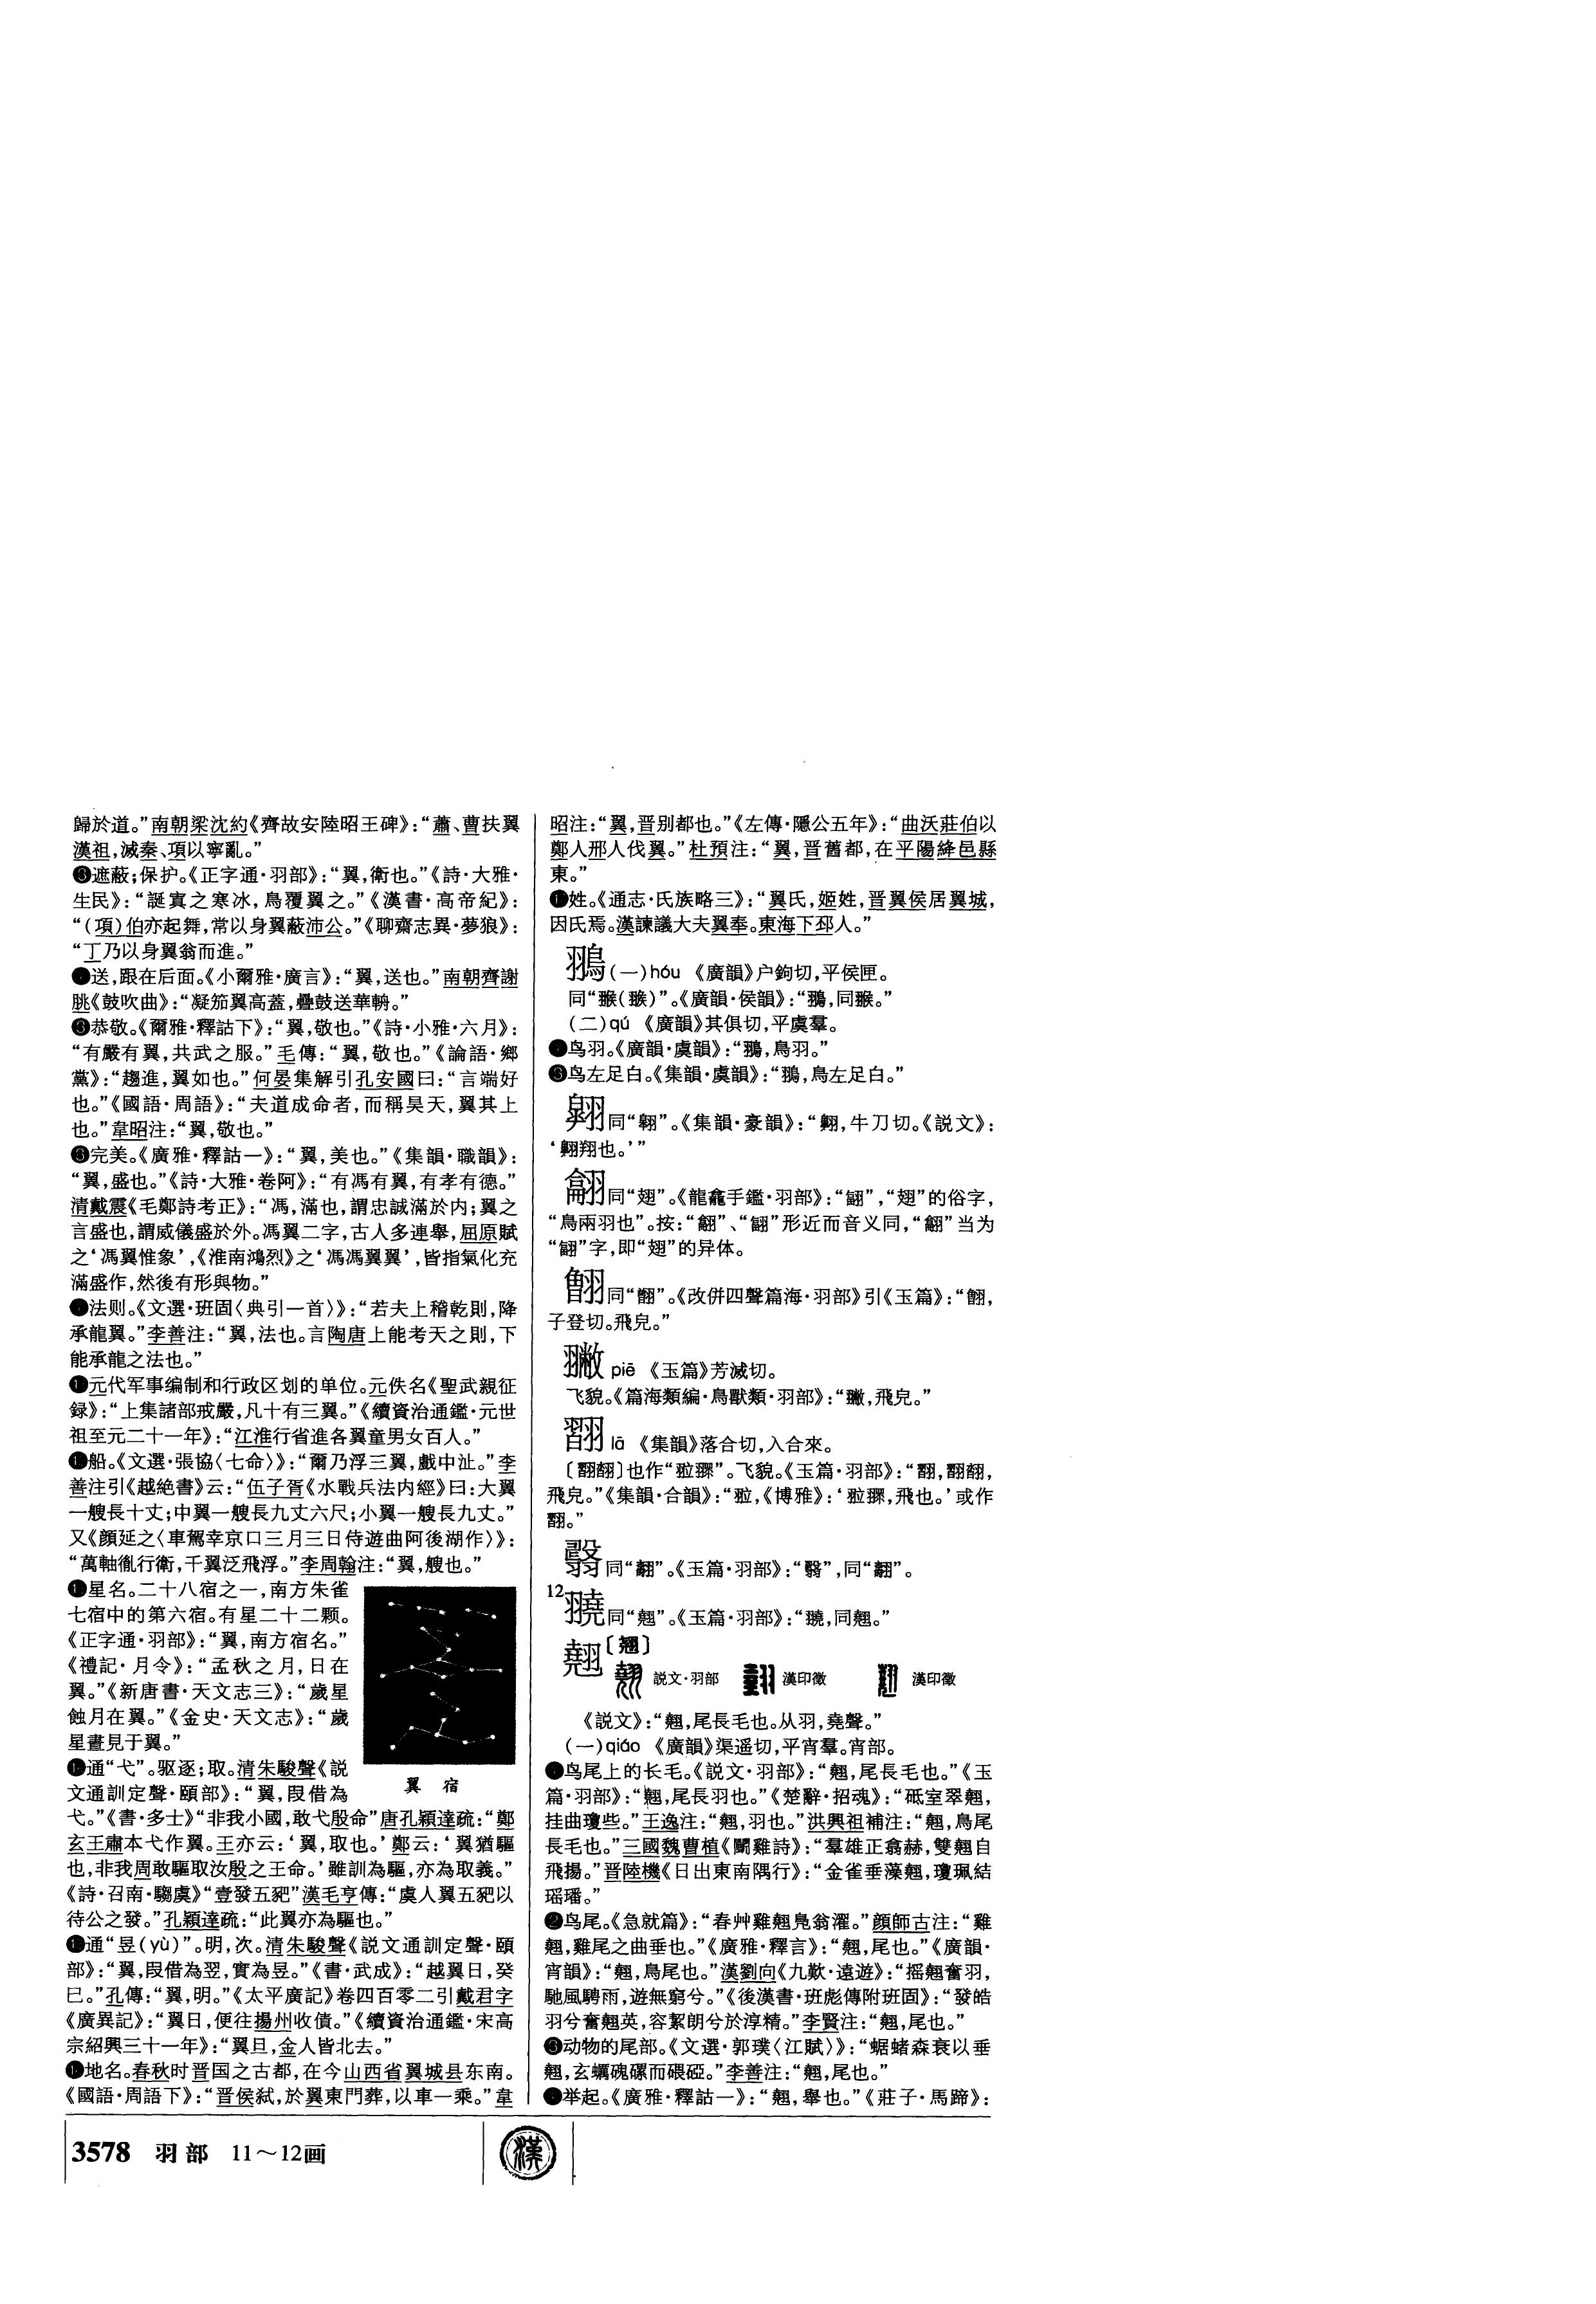 歸於道。”南朝梁沈約《齊故安陸昭王碑》：“蕭、曹扶翼
漢祖，滅秦、項以寧亂。”
遮蔽；保护。《正字通·羽部》：“翼，衛也。”《詩·大雅·
生民》：“誕寘之寒冰，鳥覆翼之。”《漢書·高帝紀》：
“（項）伯亦起舞，常以身翼蔽沛公。”《聊齋志異·夢狼》：
“丁乃以身翼翁而進。”
送，跟在后面。《小爾雅·廣言》：“翼，送也。”南朝齊謝
朓《鼓吹曲》：“凝笳翼高蓋，疊鼓送華輈。”
恭敬。《爾雅·釋詁下》：“翼，敬也。”《詩·小雅·六月》：
“有嚴有翼，共武之服。”毛傳：“翼，敬也。”《論語·鄉
黨》：“趨進，翼如也。”何晏集解引孔安國曰：“言端好
也。”《國語·周語》：“夫道成命者，而稱昊天，翼其上
也。”韋昭注：“翼，敬也。”
完美。《廣雅·釋詁一》：“翼，美也。”《集韻·職韻》：
“翼，盛也。”《詩·大雅·卷阿》：“有馮有翼，有孝有德。”
清戴震《毛鄭詩考正》：“馮，滿也，謂忠誠滿於内；翼之
言盛也，謂威儀盛於外。馮翼二字，古人多連舉，屈原賦
之‘馮翼惟象’，《淮南鴻烈》之‘馮馮翼翼’，皆指氣化充
滿盛作，然後有形與物。”
法则。《文選·班固〈典引一首〉》：“若夫上稽乾則，降
承龍翼。”李善注：“翼，法也。言陶唐上能考天之則，下
能承龍之法也。”
元代军事编制和行政区划的单位。元佚名《聖武親征
録》：“上集諸部戒嚴，凡十有三翼。”《續資治通鑑·元世
祖至元二十一年》：“江淮行省進各翼童男女百人。”
船。《文選·張協〈七命〉》：“爾乃浮三翼，戲中沚。”李
善注引《越絶書》云：“伍子胥《水戰兵法内經》曰：大翼
一艘長十丈；中翼一艘長九丈六尺；小翼一艘長九丈。”
又《顔延之〈車駕幸京口三月三日侍遊曲阿後湖作〉》：
“萬軸胤行衛，千翼泛飛浮。”李周翰注：“翼，艘也。”
星名。二十八宿之一，南方朱雀
七宿中的第六宿。有星二十二颗。
《正字通·羽部》：“翼，南方宿名。”
《禮記·月令》：“孟秋之月，日在
翼。”《新唐書·天文志三》：“歲星
蝕月在翼。”《金史·天文志》：“歲
星晝見于翼。”
翼 宿
通“弋”。驱逐；取。清朱駿聲《説
文通訓定聲·頤部》：“翼，叚借為
弋。”《書·多士》“非我小國，敢弋殷命”唐孔穎達疏：“鄭
玄王肅本弋作翼。王亦云：‘翼，取也。’鄭云：‘翼猶驅
也，非我周敢驅取汝殷之王命。’雖訓為驅，亦為取義。”
《詩·召南·騶虞》“壹發五豝”漢毛亨傳：“虞人翼五豝以
待公之發。”孔穎達疏：“此翼亦為驅也。”
通“昱（yù）”。明，次。清朱駿聲《説文通訓定聲·頤
部》：“翼，叚借為翌，實為昱。”《書·武成》：“越翼日，癸
巳。”孔傳：“翼，明。”《太平廣記》卷四百零二引戴君字
《廣異記》：“翼日，便往揚州收債。”《續資治通鑑·宋高
宗紹興三十一年》：“翼旦，金人皆北去。”
地名。春秋时晋国之古都，在今山西省翼城县东南。
《國語·周語下》：“晋侯弑，於翼東門葬，以車一乘。”韋
昭注：“翼，晋别都也。”《左傳·隱公五年》：“曲沃莊伯以
鄭人邢人伐翼。”杜預注：“翼，晋舊都，在平陽絳邑縣
東。”
姓。《通志·氏族略三》：“翼氏，姬姓，晋翼侯居翼城，
因氏焉。漢諫議大夫翼奉。東海下邳人。”
（一）hóu 《廣韻》户鉤切，平侯匣。
同“翭（翭）”。《廣韻·侯韻》：“䳧，同翭。”
（二）qú 《廣韻》其俱切，平虞羣。
鸟羽。《廣韻·虞韻》：“，鳥羽。”
❸鸟左足白。《集韻·虞韻》：“，鳥左足白。”
同“翱”。《集韻·豪韻》：“，牛刀切。《説文》：
‘翔也。’”
同“翅”。《龍龕手鑑·羽部》：“”，“翅”的俗字，
“鳥兩羽也”。按：“”、“”形近而音义同，“”当为
“”字，即“翅”的异体。
同“”。《改併四聲篇海·羽部》引《玉篇》：“，
子登切。飛皃。”
piē 《玉篇》芳滅切。
飞貌。《篇海類編·鳥獸類·羽部》：“，飛皃。”
lā 《集韻》落合切，入合來。
〔翻〕也作“翋”。飞貌。《玉篇·羽部》：“，
飛皃。”《集韻·合韻》：“翋，《博雅》：‘翋，飛也。’或作
。”
同“”。《玉篇·羽部》：“”，同“”。
12
同“翘”。《玉篇·羽部》：“，同翹。”
翹〔翘〕
説文·羽部 漢印徵 漢印徵
《説文》：“翹，尾長毛也。从羽，堯聲。”
（一）qiáo 《廣韻》渠遥切，平宵羣。宵部。
鸟尾上的长毛。《説文·羽部》：“翹，尾長毛也。”《玉
篇·羽部》：“翹，尾長羽也。”《楚辭·招魂》：“砥室翠翹，
挂曲瓊些。”王逸注：“翹，羽也。”洪興祖補注：“翹，鳥尾
長毛也。”三國魏曹植《鬭雞詩》：“羣雄正翕赫，雙翹自
飛揚。”晋陸機《日出東南隅行》：“金雀垂藻翹，瓊珮結
瑶璠。”
❷鸟尾。《急就篇》：“春艸雞翹鳧翁濯。”顔師古注：“雞
翹，雞尾之曲垂也。”《廣雅·釋言》：“翹，尾也。”《廣韻·
宵韻》：“翹，鳥尾也。”漢劉向《九歎·遠遊》：“摇翹奮羽，
馳風騁雨，遊無窮兮。”《後漢書·班彪傳附班固》：“發皓
羽兮奮翹英，容絜朗兮於淳精。”李賢注：“翹，尾也。”
❸动物的尾部。《文選·郭璞〈江賦〉》：“蜛蝫森衰以垂
翹，玄蠣磈磥而碨䃶。”李善注：“翹，尾也。”
举起。《廣雅·釋詁一》：“翹，舉也。”《莊子·馬蹄》：
3578 羽部 11～12画
漢